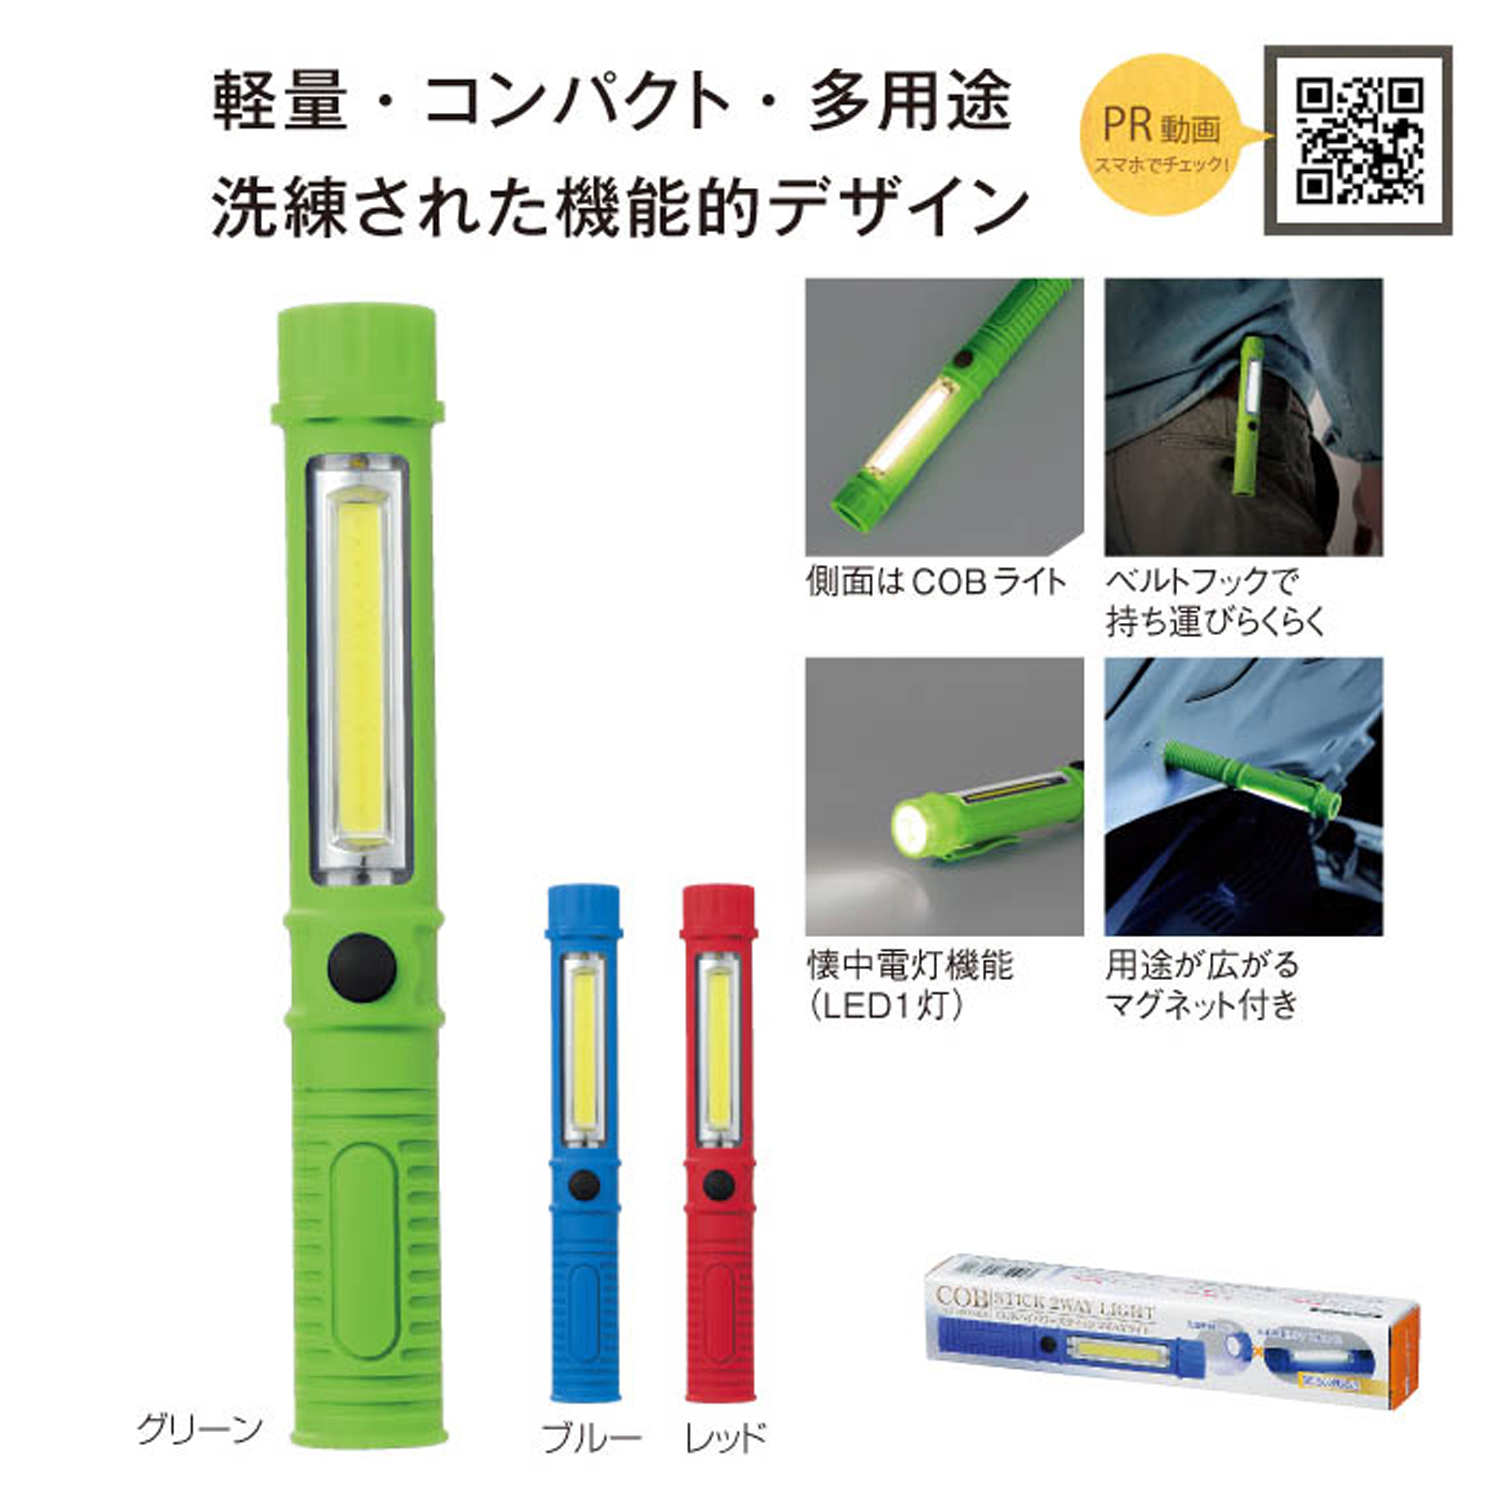 軽量・コンパクト・多用途
洗練された機能的デザイン
PR動画
スマホでチェック!
側面はCOBライト
ベルトフックで
持ち運びらくらく
懐中電灯機能
(LED1灯)
用途が広がる
マグネット付き
グリーン
ブルー
レッド
COB STICK 2WAY LIGHT